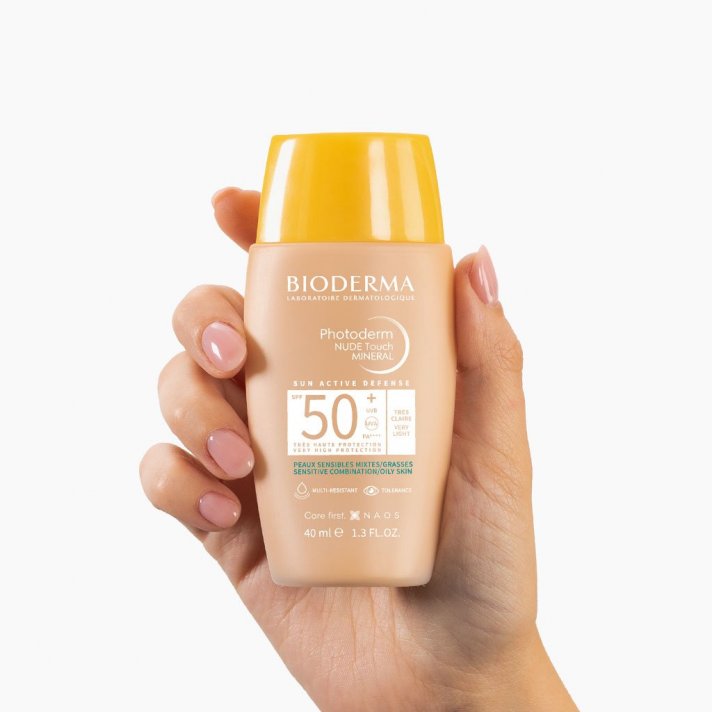 BIODERMA
LABORATOIRE DERMATOLOGIQUE
Photoderm
NUDE Touch
MINERAL
SUN ACTIVE DEFENSE
SPF 50+
UVB
UVA
PA++++
TRÈS CLAIRE
VERY LIGHT
TRÈS HAUTE PROTECTION
VERY HIGH PROTECTION
PEAUX SENSIBLES MIXTES/GRASSES
SENSITIVE COMBINATION/OILY SKIN
MULTI-RESISTANT TOLERANCE
Care first. NAOS
40 ml ℮ 1.3 FL.OZ.